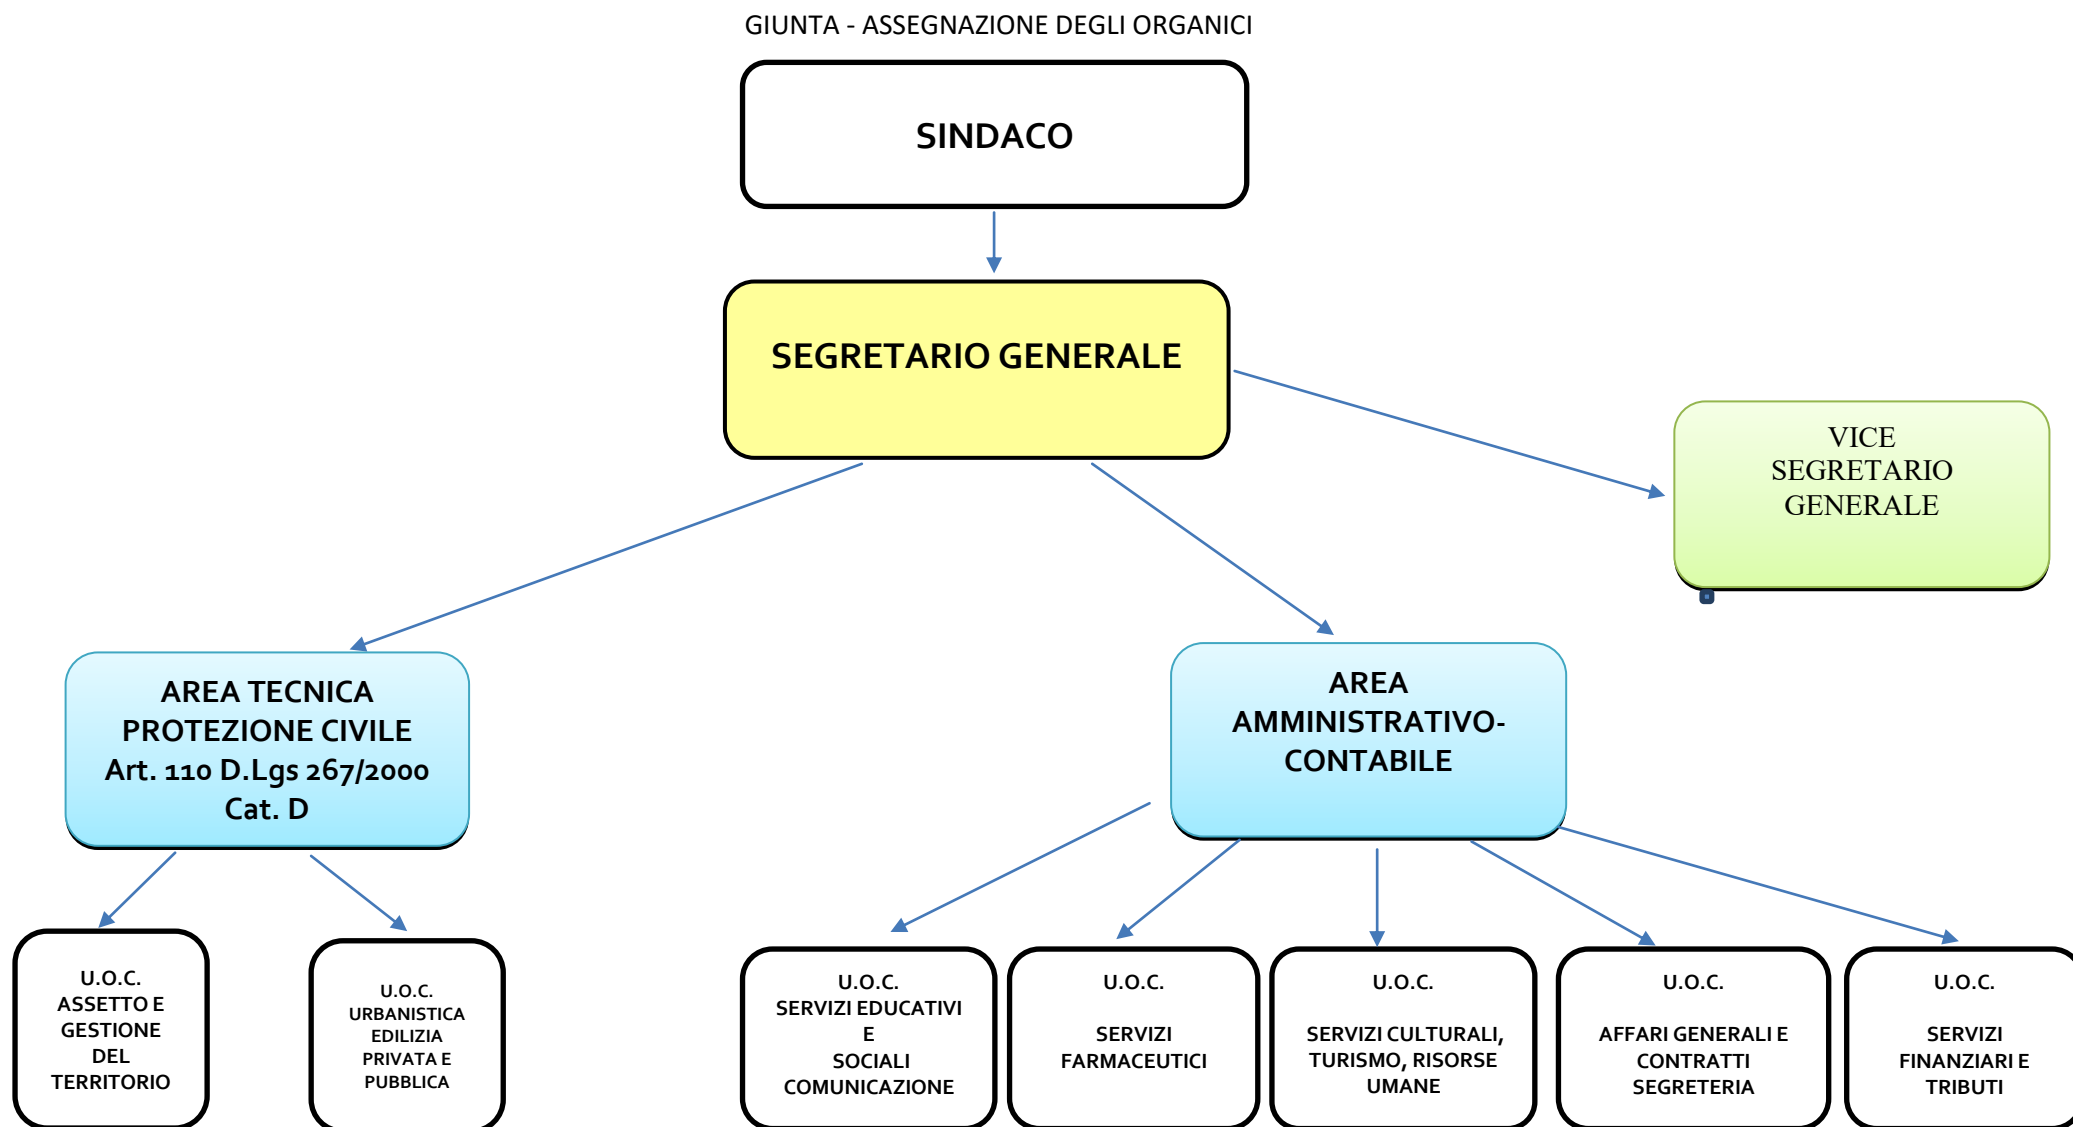 GIUNTA - ASSEGNAZIONE DEGLI ORGANICI
SINDACO
SEGRETARIO GENERALE
VICE
SEGRETARIO
GENERALE
AREA TECNICA
PROTEZIONE CIVILE
Art. 110 D.Lgs 267/2000
Cat. D
AREA
AMMINISTRATIVO-
CONTABILE
U.O.C.
ASSETTO E
GESTIONE
DEL
TERRITORIO
U.O.C.
URBANISTICA
EDILIZIA
PRIVATA E
PUBBLICA
U.O.C.
SERVIZI EDUCATIVI
E
SOCIALI
COMUNICAZIONE
U.O.C.
SERVIZI
FARMACEUTICI
U.O.C.
SERVIZI CULTURALI,
TURISMO, RISORSE
UMANE
U.O.C.
AFFARI GENERALI E
CONTRATTI
SEGRETERIA
U.O.C.
SERVIZI
FINANZIARI E
TRIBUTI